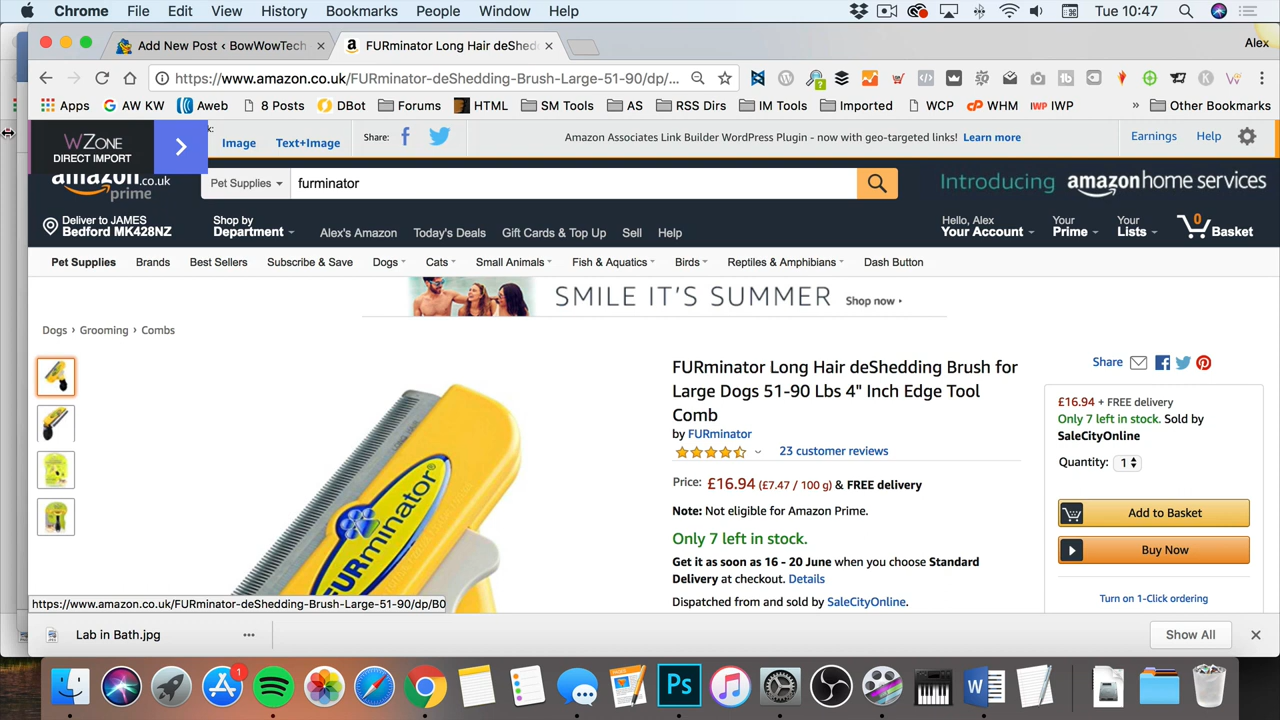 Chrome File Edit View History Bookmarks People Window Help Tue 10:47
Add New Post ‹ BowWowTech × FURminator Long Hair deShed × Alex
https://www.amazon.co.uk/FURminator-deShedding-Brush-Large-51-90/dp/...
Apps AW KW Aweb 8 Posts DBot Forums HTML SM Tools AS RSS Dirs IM Tools Imported WCP WHM IWP » Other Bookmarks
WZONE
DIRECT IMPORT
Image Text+Image Share: Amazon Associates Link Builder WordPress Plugin - now with geo-targeted links! Learn more Earnings Help
amazon.co.uk
prime
Pet Supplies furminator
Introducing amazonhome services
Deliver to JAMES
Bedford MK428NZ
Shop by
Department
Alex's Amazon Today's Deals Gift Cards & Top Up Sell Help
Hello, Alex
Your Account
Your
Prime
Your
Lists
0
Basket
Pet Supplies Brands Best Sellers Subscribe & Save Dogs Cats Small Animals Fish & Aquatics Birds Reptiles & Amphibians Dash Button
SMILE IT'S SUMMER Shop now ▸
Dogs › Grooming › Combs
FURminator®
FURminator Long Hair deShedding Brush for
Large Dogs 51-90 Lbs 4" Inch Edge Tool
Comb
by FURminator
23 customer reviews
Price: £16.94 (£7.47 / 100 g) & FREE delivery
Note: Not eligible for Amazon Prime.
Only 7 left in stock.
Get it as soon as 16 - 20 June when you choose Standard
Delivery at checkout. Details
Dispatched from and sold by SaleCityOnline.
Share
£16.94 + FREE delivery
Only 7 left in stock. Sold by
SaleCityOnline
Quantity: 1
Add to Basket
Buy Now
Turn on 1-Click ordering
https://www.amazon.co.uk/FURminator-deShedding-Brush-Large-51-90/dp/B0
Lab in Bath.jpg ••• Show All ×
1
Ps
W